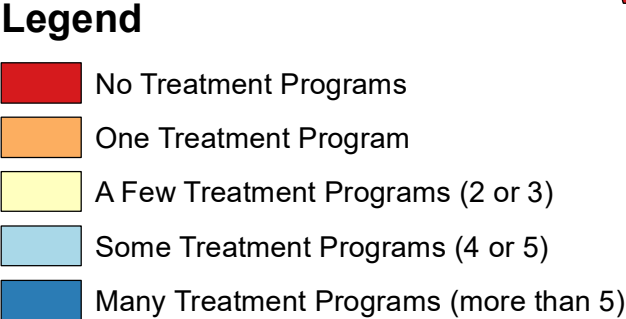 Legend
No Treatment Programs
One Treatment Program
A Few Treatment Programs (2 or 3)
Some Treatment Programs (4 or 5)
Many Treatment Programs (more than 5)